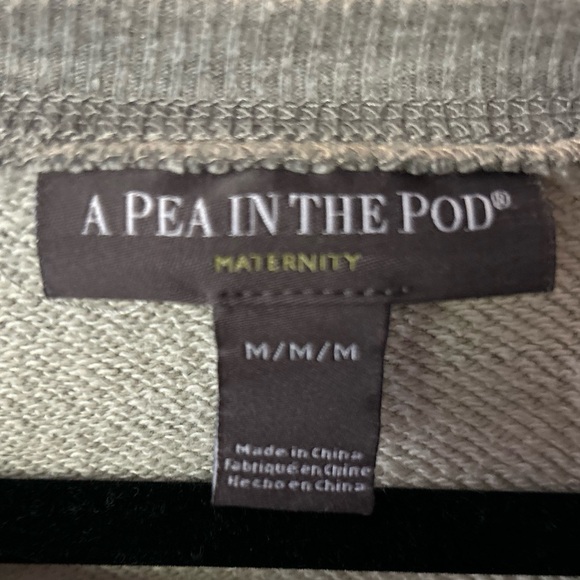 A PEA IN THE POD®
MATERNITY
M/M/M
Made in China
Fabriqué en Chine
Hecho en China